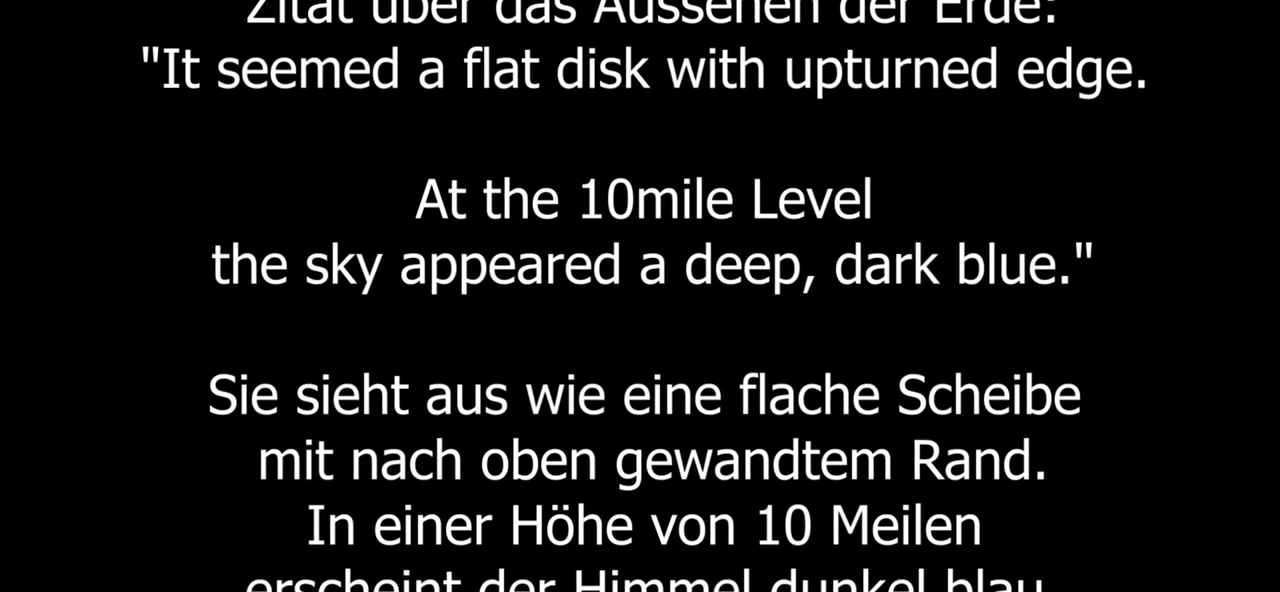 Zitat über das Aussehen der Erde:
"It seemed a flat disk with upturned edge.
At the 10mile Level
the sky appeared a deep, dark blue."
Sie sieht aus wie eine flache Scheibe
mit nach oben gewandtem Rand.
In einer Höhe von 10 Meilen
erscheint der Himmel dunkel blau